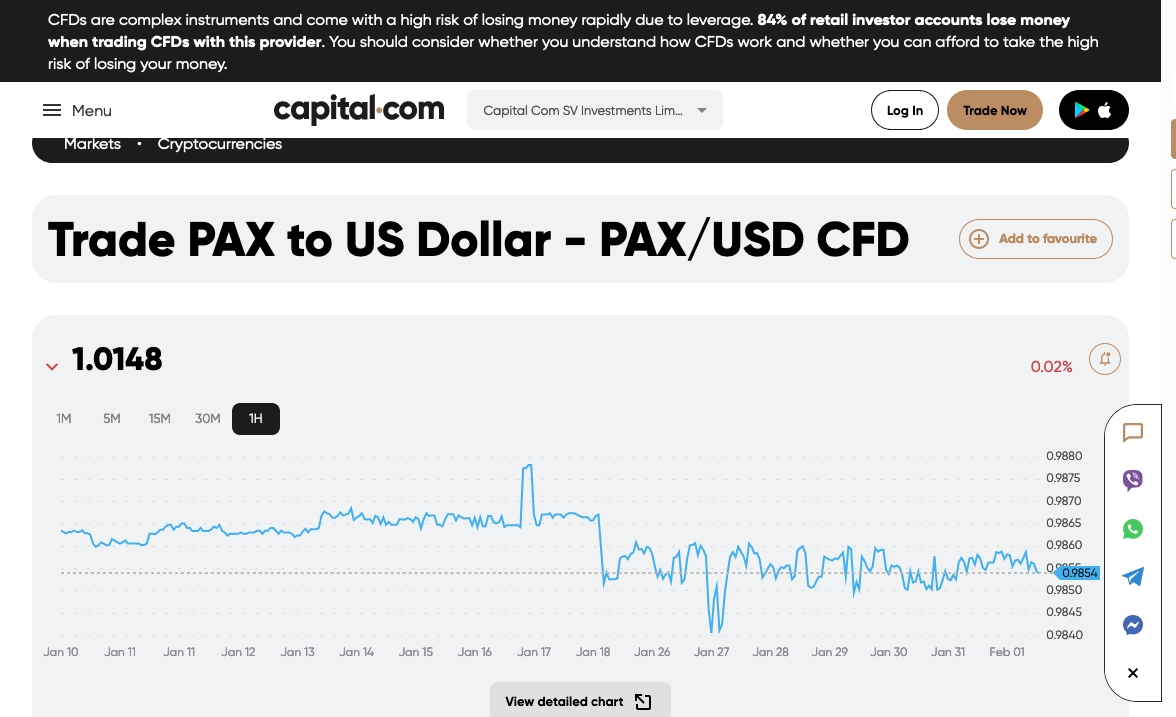 CFDs are complex instruments and come with a high risk of losing money rapidly due to leverage. 84% of retail investor accounts lose money
when trading CFDs with this provider. You should consider whether you understand how CFDs work and whether you can afford to take the high
risk of losing your money.
Menu
capital.com
Capital Com SV Investments Lim...
Log In
Trade Now
Markets • Cryptocurrencies
Trade PAX to US Dollar - PAX/USD CFD
Add to favourite
1.0148
0.02%
1M 5M 15M 30M 1H
0.9880
0.9875
0.9870
0.9865
0.9860
0.9855
0.9854
0.9850
0.9845
0.9840
Jan 10 Jan 11 Jan 11 Jan 12 Jan 13 Jan 14 Jan 15 Jan 16 Jan 17 Jan 18 Jan 26 Jan 27 Jan 28 Jan 29 Jan 30 Jan 31 Feb 01
View detailed chart